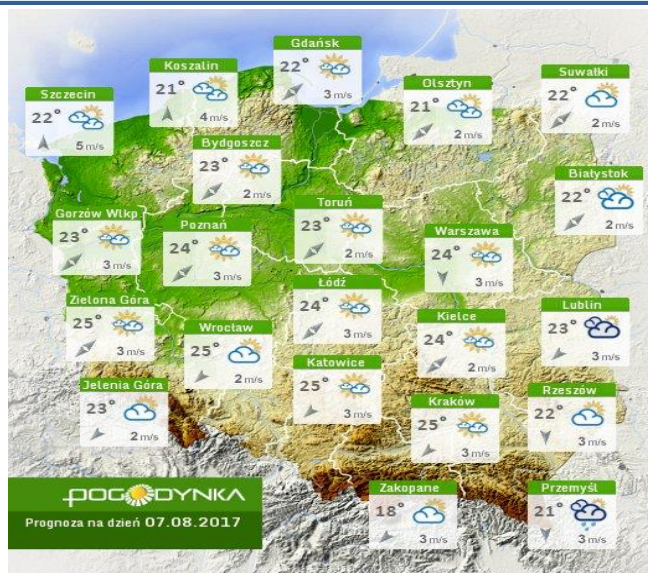 Gdańsk
22°
3 m/s
Koszalin
21°
4 m/s
Szczecin
22°
5 m/s
Olsztyn
21°
2 m/s
Suwałki
22°
2 m/s
Bydgoszcz
23°
2 m/s
Białystok
22°
2 m/s
Gorzów Wlkp
23°
3 m/s
Poznań
24°
3 m/s
Toruń
23°
2 m/s
Warszawa
24°
3 m/s
Zielona Góra
25°
3 m/s
Wrocław
25°
2 m/s
Łódź
24°
3 m/s
Kielce
24°
2 m/s
Lublin
23°
3 m/s
Jelenia Góra
23°
2 m/s
Katowice
25°
3 m/s
Kraków
25°
3 m/s
Rzeszów
22°
3 m/s
Zakopane
18°
3 m/s
Przemyśl
21°
3 m/s
POGODYNKA
Prognoza na dzień 07.08.2017